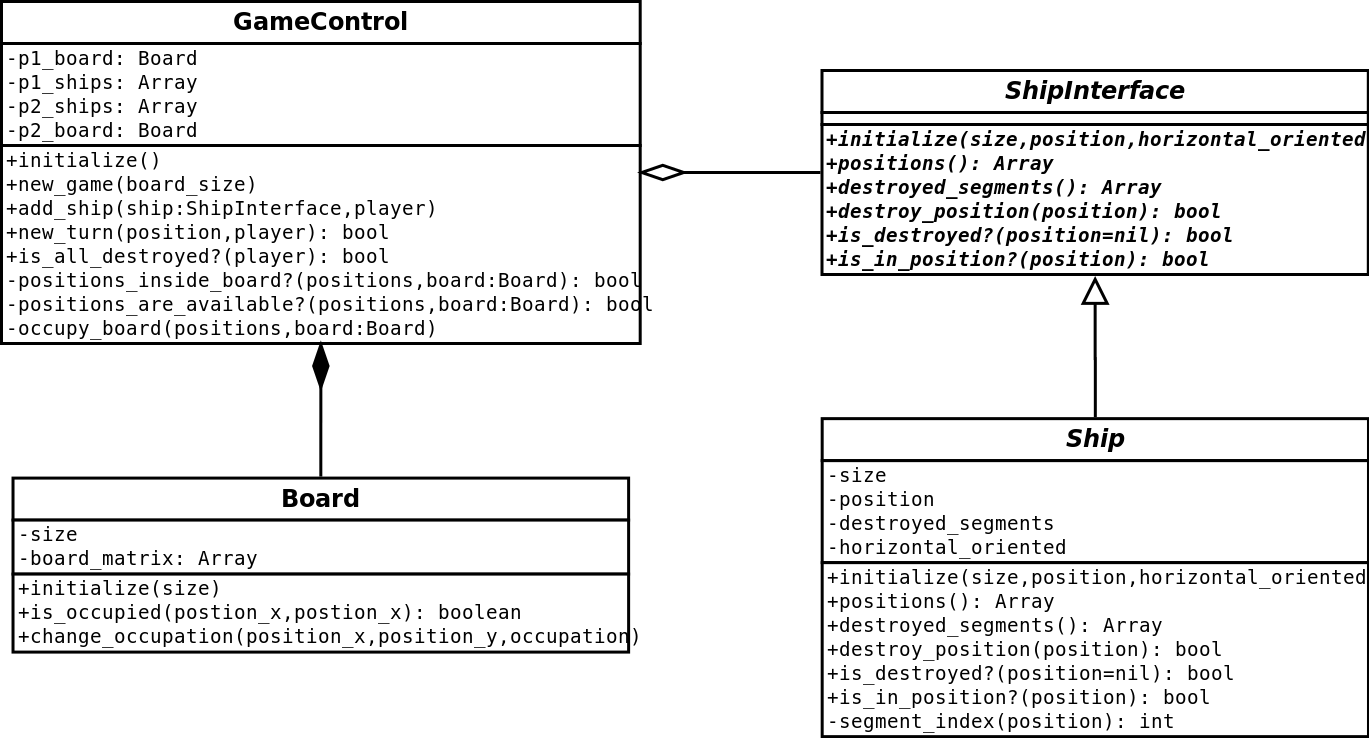 GameControl
-p1_board: Board
-p1_ships: Array
-p2_ships: Array
-p2_board: Board
+initialize()
+new_game(board_size)
+add_ship(ship:ShipInterface,player)
+new_turn(position,player): bool
+is_all_destroyed?(player): bool
-positions_inside_board?(positions,board:Board): bool
-positions_are_available?(positions,board:Board): bool
-occupy_board(positions,board:Board)
ShipInterface
+initialize(size,position,horizontal_oriented
+positions(): Array
+destroyed_segments(): Array
+destroy_position(position): bool
+is_destroyed?(position=nil): bool
+is_in_position?(position): bool
Board
-size
-board_matrix: Array
+initialize(size)
+is_occupied(postion_x,postion_x): boolean
+change_occupation(position_x,position_y,occupation)
Ship
-size
-position
-destroyed_segments
-horizontal_oriented
+initialize(size,position,horizontal_oriented
+positions(): Array
+destroyed_segments(): Array
+destroy_position(position): bool
+is_destroyed?(position=nil): bool
+is_in_position?(position): bool
-segment_index(position): int